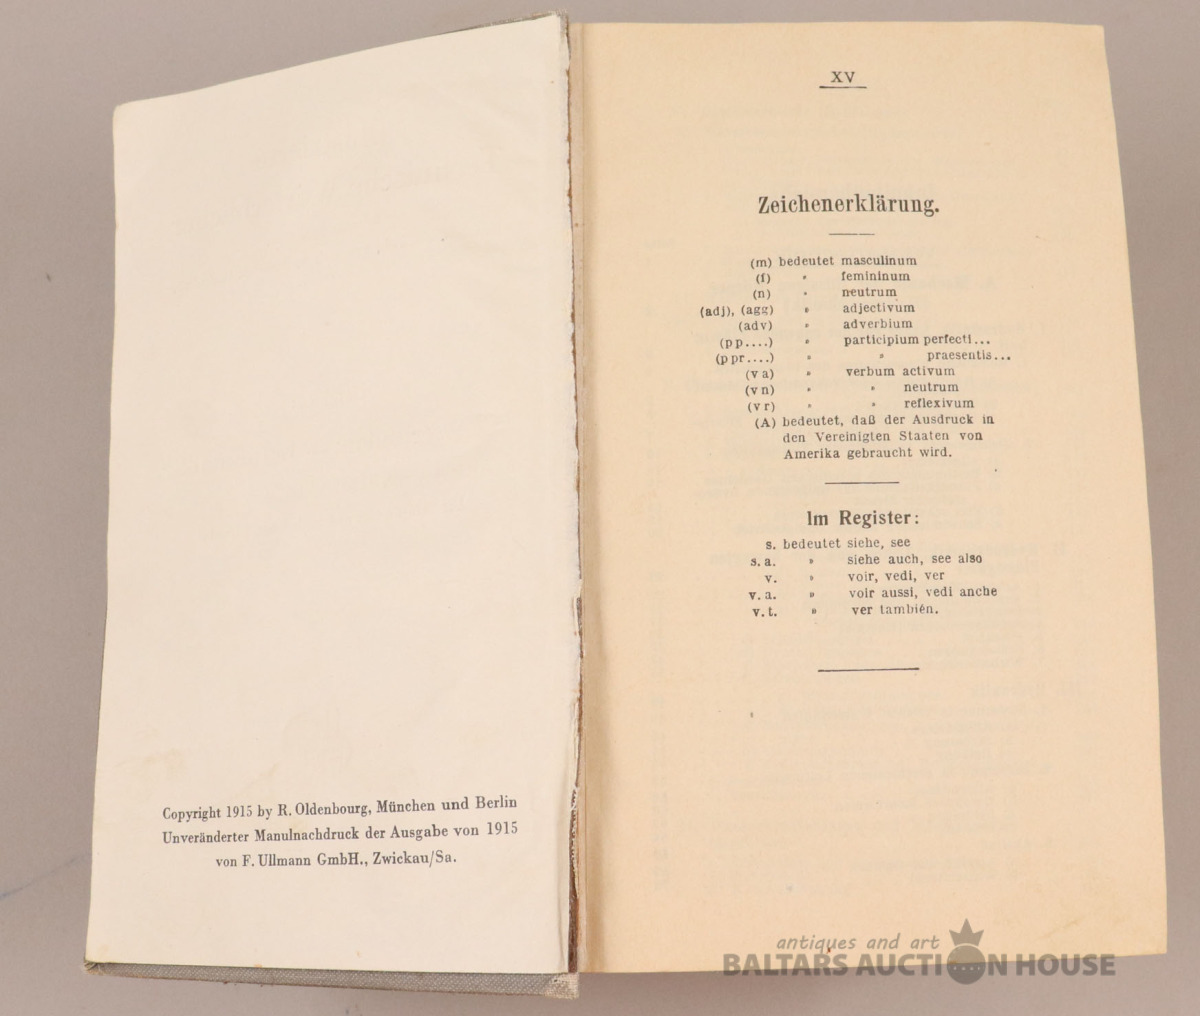 Copyright 1915 by R. Oldenbourg, München und Berlin
Unveränderter Manulnachdruck der Ausgabe von 1915
von F. Ullmann GmbH., Zwickau/Sa.
XV
Zeichenerklärung.
(m) bedeutet masculinum
(f) " femininum
(n) " neutrum
(adj), (agg) " adjectivum
(adv) " adverbium
(pp....) " participium perfecti...
(ppr....) " " praesentis...
(va) " verbum activum
(vn) " " neutrum
(vr) " " reflexivum
(A) bedeutet, daß der Ausdruck in
den Vereinigten Staaten von
Amerika gebraucht wird.
Im Register:
s. bedeutet siehe, see
s. a. " siehe auch, see also
v. " voir, vedi, ver
v. a. " voir aussi, vedi anche
v. t. " ver también.
antiques and art
BALTARS AUCTION HOUSE